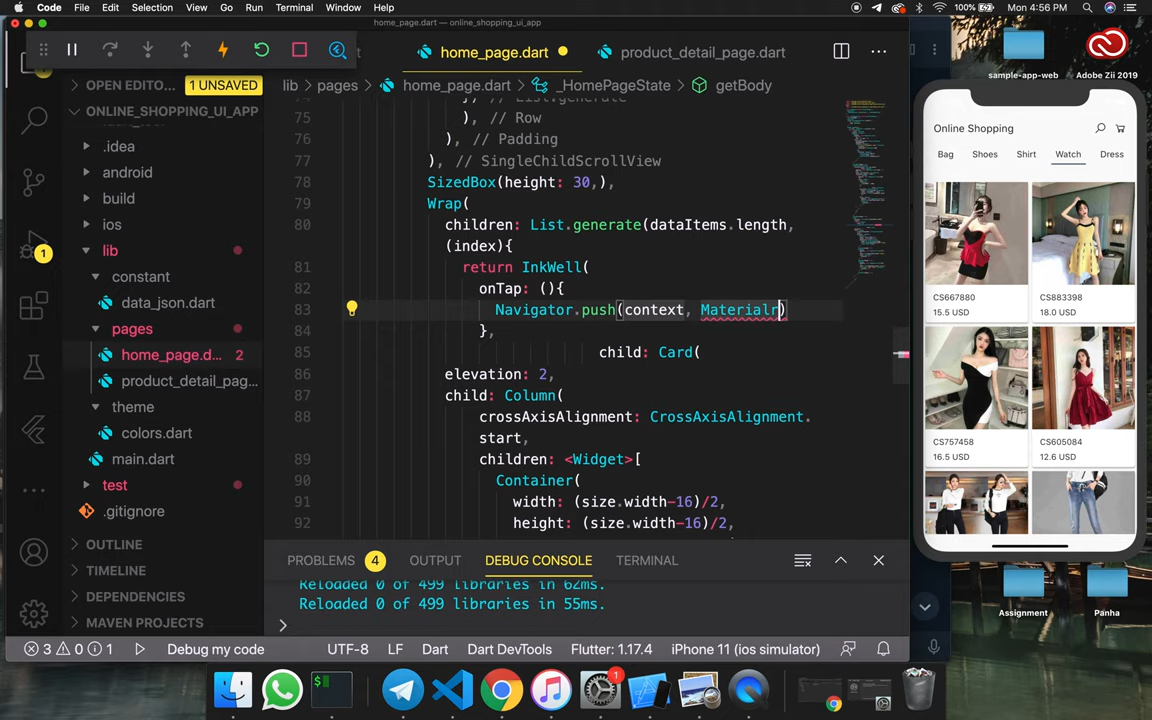 Code File Edit Selection View Go Run Terminal Window Help 100% Mon 4:56 PM
home_page.dart — online_shopping_ui_app
home_page.dart product_detail_page.dart
OPEN EDITO... 1 UNSAVED
lib pages home_page.dart _HomePageState getBody
ONLINE_SHOPPING_UI_APP
.idea
android
build
ios
lib
constant
data_json.dart
pages
home_page.d... 2
product_detail_pag...
theme
colors.dart
main.dart
test
.gitignore
OUTLINE
TIMELINE
DEPENDENCIES
MAVEN PROJECTS
1
74 }), // List.generate
75 ), // Row
76 ), // Padding
77 ), // SingleChildScrollView
78 SizedBox(height: 30,),
79 Wrap(
80 children: List.generate(dataItems.length,
(index){
81 return InkWell(
82 onTap: (){
83 Navigator.push(context, Materialr)
84 },
85 child: Card(
86 elevation: 2,
87 child: Column(
88 crossAxisAlignment: CrossAxisAlignment.
start,
89 children: <Widget>[
90 Container(
91 width: (size.width-16)/2,
92 height: (size.width-16)/2,
PROBLEMS 4 OUTPUT DEBUG CONSOLE TERMINAL
Reloaded 0 of 499 libraries in 62ms.
Reloaded 0 of 499 libraries in 55ms.
3 0 1 Debug my code UTF-8 LF Dart Dart DevTools Flutter: 1.17.4 iPhone 11 (ios simulator)
sample-app-web
Adobe Zii 2019
Online Shopping
Bag Shoes Shirt Watch Dress
CS667880 CS883398
15.5 USD 18.0 USD
CS757458 CS605084
16.5 USD 12.6 USD
Assignment
Panha
1